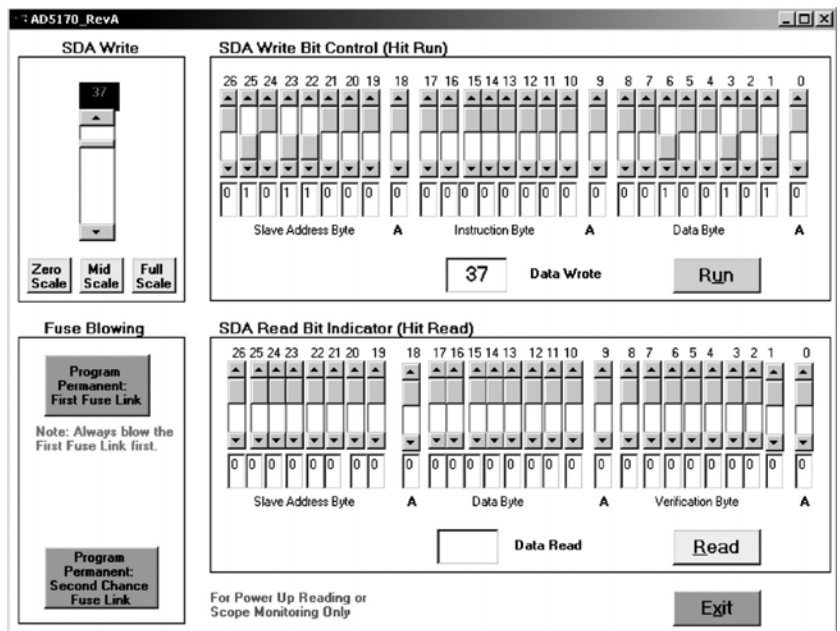 AD5170_RevA
SDA Write
37
Zero Scale
Mid Scale
Full Scale
SDA Write Bit Control (Hit Run)
26 25 24 23 22 21 20 19 18 17 16 15 14 13 12 11 10 9 8 7 6 5 4 3 2 1 0
0 1 0 1 1 0 0 0 0 0 0 0 0 0 0 0 0 0 0 0 1 0 0 1 0 1 0
Slave Address Byte A Instruction Byte A Data Byte A
37 Data Wrote Run
Fuse Blowing
Program
Permanent:
First Fuse Link
Note: Always blow the
First Fuse Link first.
Program
Permanent:
Second Chance
Fuse Link
SDA Read Bit Indicator (Hit Read)
26 25 24 23 22 21 20 19 18 17 16 15 14 13 12 11 10 9 8 7 6 5 4 3 2 1 0
0 0 0 0 0 0 0 0 0 0 0 0 0 0 0 0 0 0 0 0 0 0 0 0 0 0 0
Slave Address Byte A Data Byte A Verification Byte A
Data Read Read
For Power Up Reading or
Scope Monitoring Only
Exit